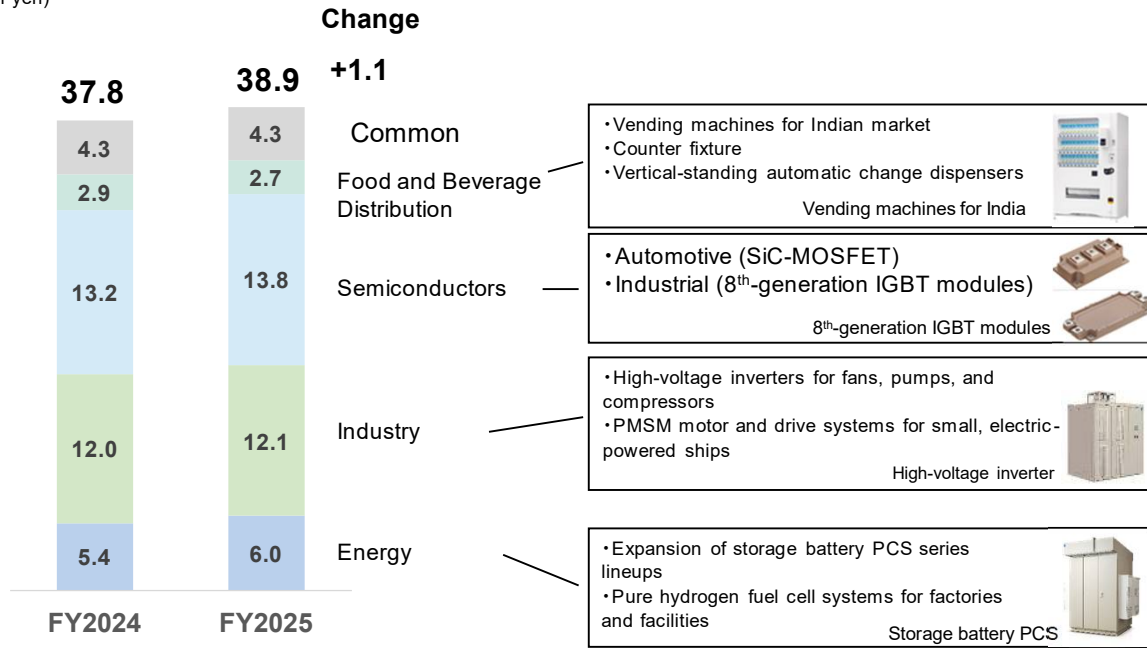 yen)
Change
37.8
38.9
+1.1
4.3
2.9
13.2
12.0
5.4
FY2024
4.3
2.7
13.8
12.1
6.0
FY2025
Common
Food and Beverage
Distribution
Semiconductors
Industry
Energy
・Vending machines for Indian market
・Counter fixture
・Vertical-standing automatic change dispensers
Vending machines for India
・Automotive (SiC-MOSFET)
・Industrial (8th-generation IGBT modules)
8th-generation IGBT modules
・High-voltage inverters for fans, pumps, and
compressors
・PMSM motor and drive systems for small, electric-
powered ships
High-voltage inverter
・Expansion of storage battery PCS series
lineups
・Pure hydrogen fuel cell systems for factories
and facilities
Storage battery PCS